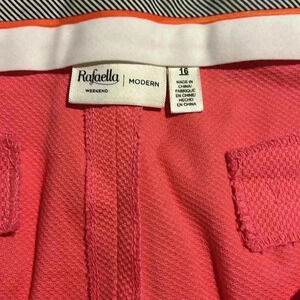 Rafaella
WEEKEND
MODERN
16
MADE IN
CHINA/
FABRIQUÉ
EN CHINE/
HECHO
EN CHINA